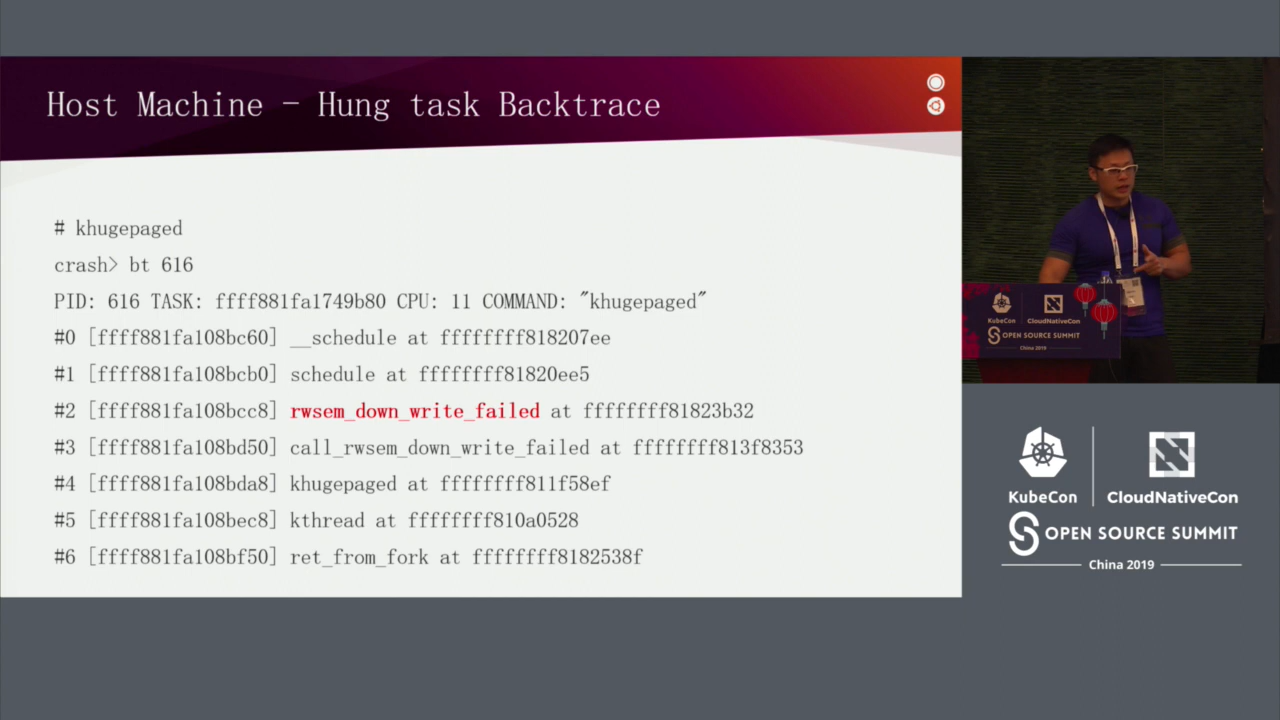 Host Machine - Hung task Backtrace
# khugepaged
crash> bt 616
PID: 616 TASK: ffff881fa1749b80 CPU: 11 COMMAND: "khugepaged"
#0 [ffff881fa108bc60] __schedule at ffffffff818207ee
#1 [ffff881fa108bcb0] schedule at ffffffff81820ee5
#2 [ffff881fa108bcc8] rwsem_down_write_failed at ffffffff81823b32
#3 [ffff881fa108bd50] call_rwsem_down_write_failed at ffffffff813f8353
#4 [ffff881fa108bda8] khugepaged at ffffffff811f58ef
#5 [ffff881fa108bec8] kthread at ffffffff810a0528
#6 [ffff881fa108bf50] ret_from_fork at ffffffff8182538f
KubeCon CloudNativeCon
OPEN SOURCE SUMMIT
China 2019
KubeCon CloudNativeCon
OPEN SOURCE SUMMIT
China 2019